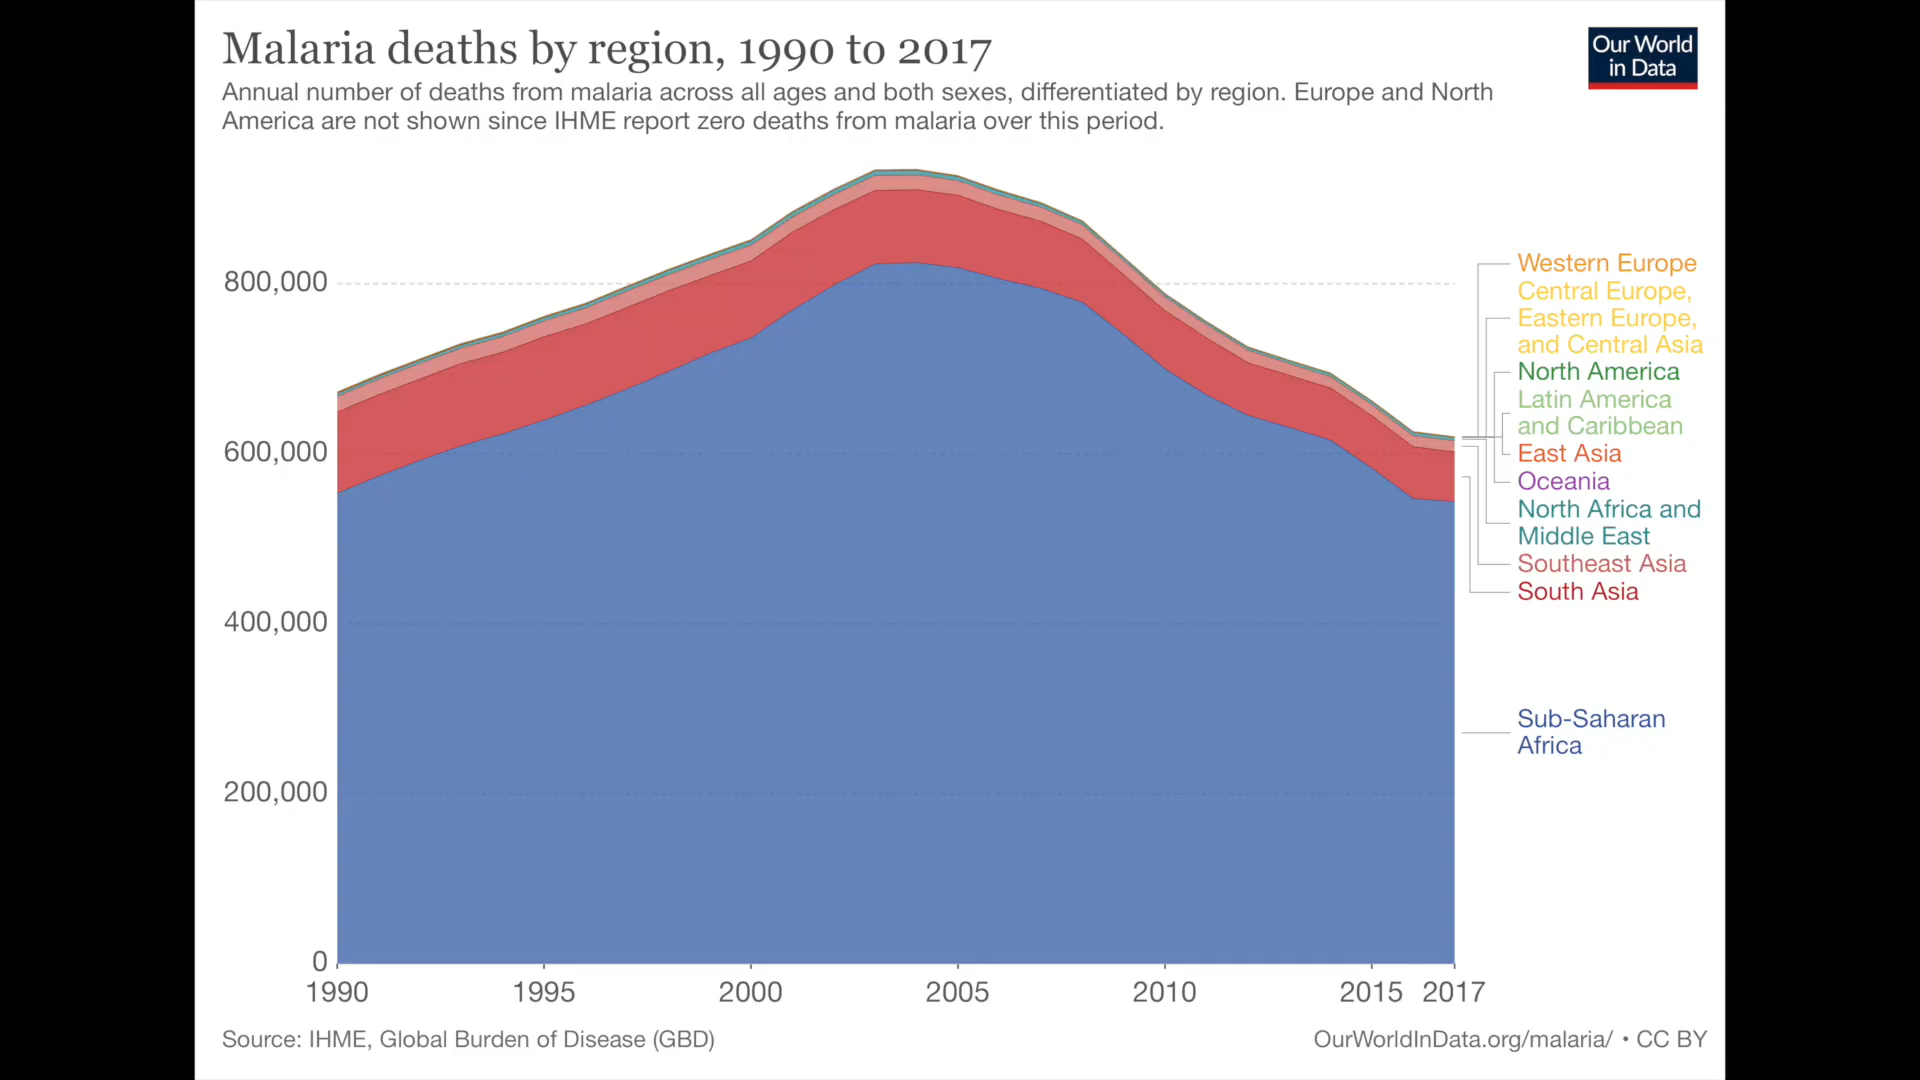 Malaria deaths by region, 1990 to 2017
Our World
in Data
Annual number of deaths from malaria across all ages and both sexes, differentiated by region. Europe and North
America are not shown since IHME report zero deaths from malaria over this period.
800,000
600,000
400,000
200,000
0
Western Europe
Central Europe,
Eastern Europe,
and Central Asia
North America
Latin America
and Caribbean
East Asia
Oceania
North Africa and
Middle East
Southeast Asia
South Asia
Sub-Saharan
Africa
1990 1995 2000 2005 2010 2015 2017
Source: IHME, Global Burden of Disease (GBD)
OurWorldInData.org/malaria/ • CC BY